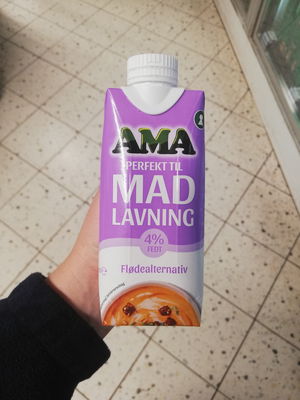 AMA
PERFEKT TIL
MAD
LAVNING
4%
FEDT
Flødealternativ